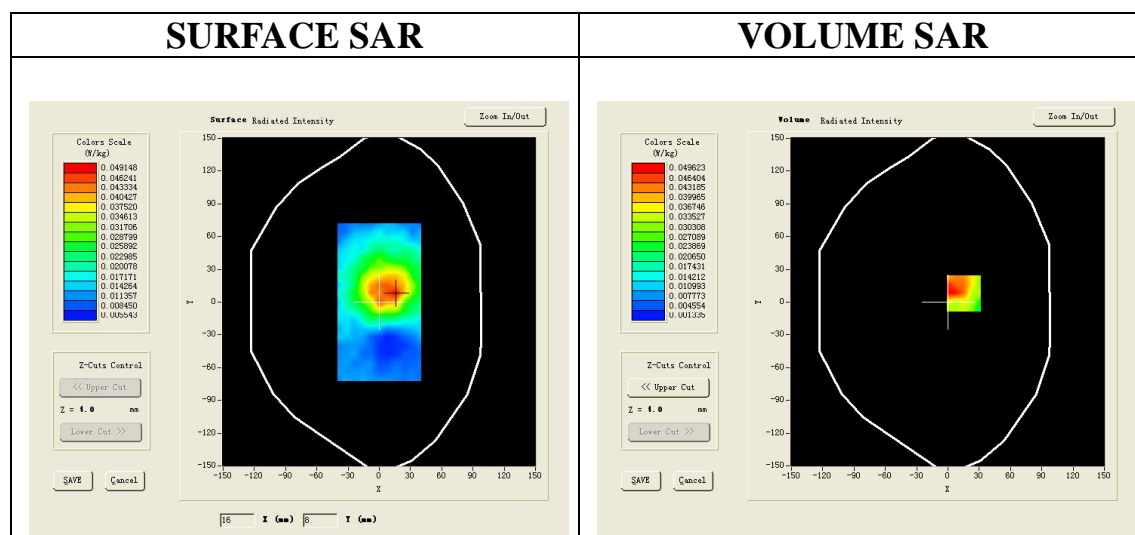 SURFACE SAR
VOLUME SAR
Surface Radiated Intensity
Zoom In/Out
Colors Scale
(W/kg)
0.049148
0.046241
0.043334
0.040427
0.037520
0.034613
0.031706
0.028799
0.025892
0.022985
0.020078
0.017171
0.014264
0.011357
0.008450
0.005543
150
120
90
60
30
0
-30
-60
-90
-120
-150
Y
-150 -120 -90 -60 -30 0 30 60 90 120 150
X
Z-Cuts Control
<< Upper Cut
Z = 4.0 mm
Lower Cut >>
SAVE
Cancel
16 X (mm) 8 Y (mm)
Volume Radiated Intensity
Zoom In/Out
Colors Scale
(W/kg)
0.049623
0.046404
0.043185
0.039965
0.036746
0.033527
0.030308
0.027089
0.023869
0.020650
0.017431
0.014212
0.010993
0.007773
0.004554
0.001335
150
120
90
60
30
0
-30
-60
-90
-120
-150
Y
-150 -120 -90 -60 -30 0 30 60 90 120 150
X
Z-Cuts Control
<< Upper Cut
Z = 4.0 mm
Lower Cut >>
SAVE
Cancel